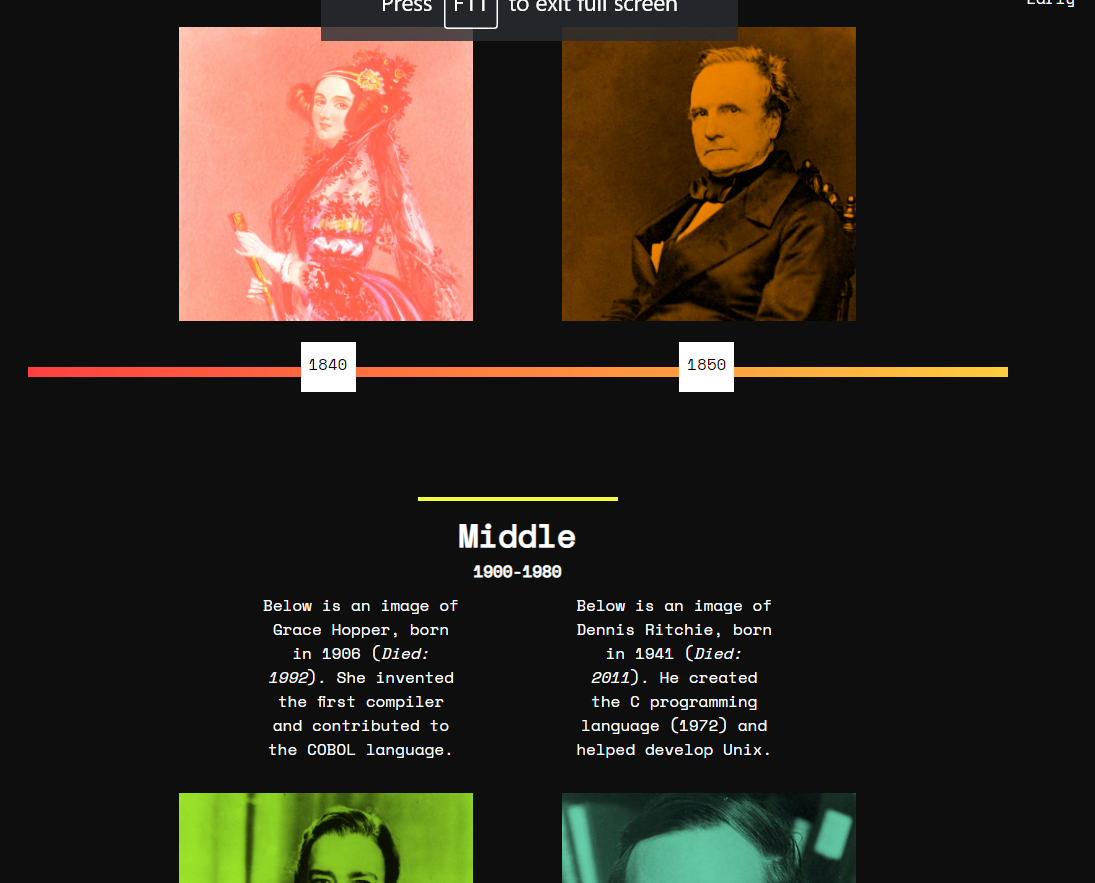 Early
Press F11 to exit full screen
1840
1850
Middle
1900-1980
Below is an image of
Grace Hopper, born
in 1906 (Died:
1992). She invented
the first compiler
and contributed to
the COBOL language.
Below is an image of
Dennis Ritchie, born
in 1941 (Died:
2011). He created
the C programming
language (1972) and
helped develop Unix.